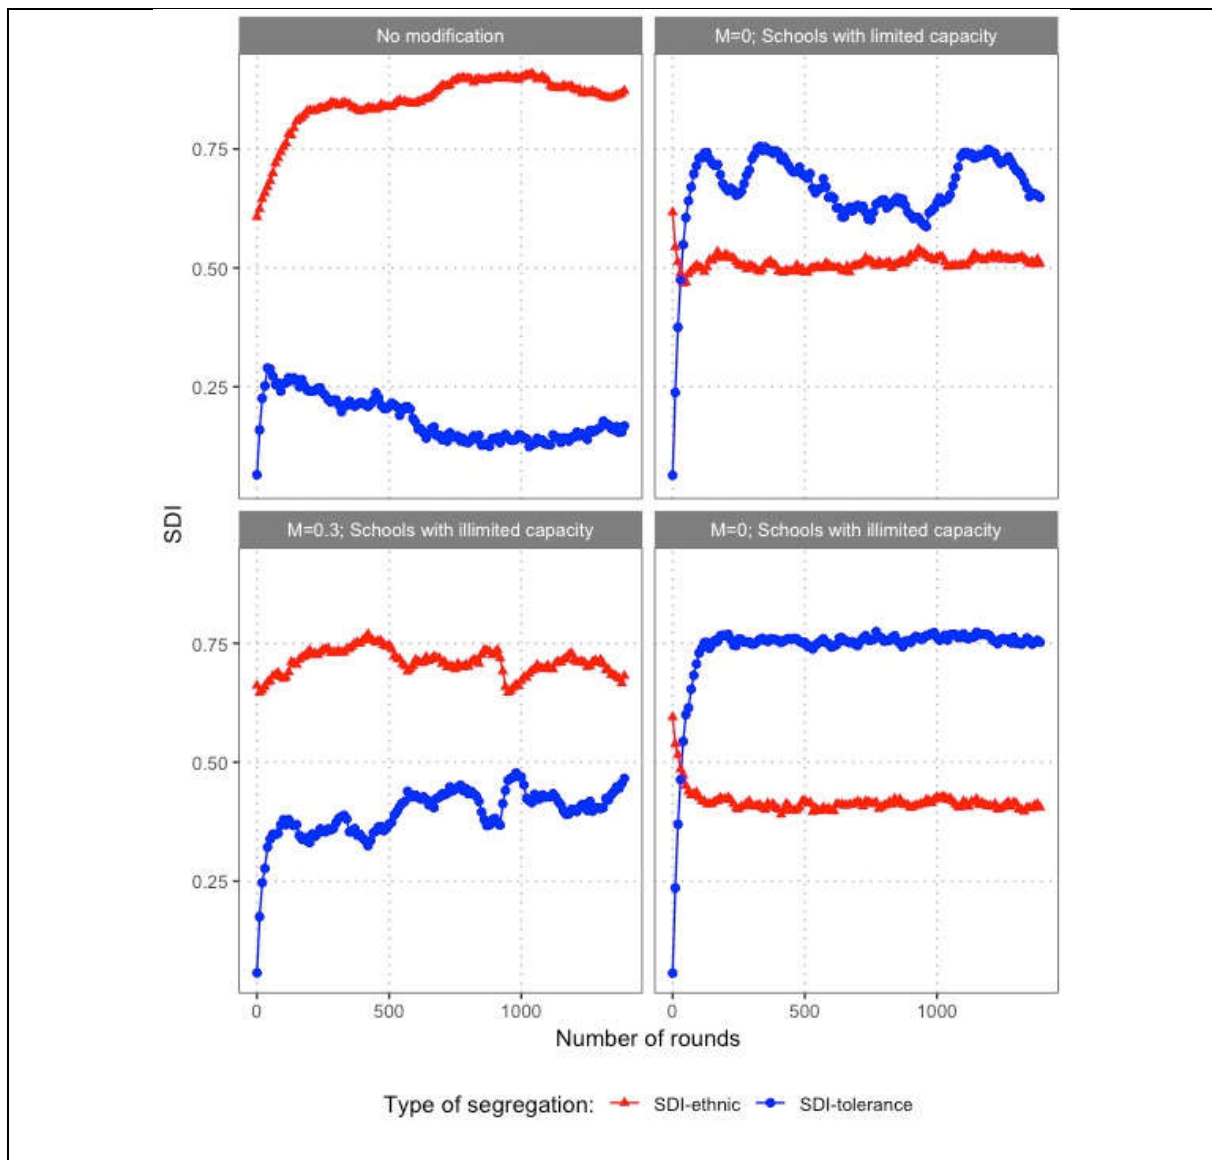 No modification
M=0; Schools with limited capacity
0.75
0.50
0.25
SDI
M=0.3; Schools with illimited capacity
M=0; Schools with illimited capacity
0.75
0.50
0.25
0 500 1000 0 500 1000
Number of rounds
Type of segregation: SDI-ethnic SDI-tolerance